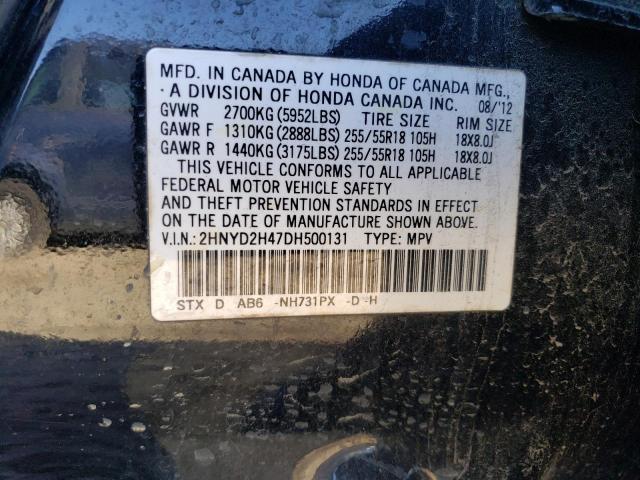 MFD. IN CANADA BY HONDA OF CANADA MFG.,
· A DIVISION OF HONDA CANADA INC. 08/'12
GVWR 2700KG(5952LBS) TIRE SIZE RIM SIZE
GAWR F 1310KG(2888LBS) 255/55R18 105H 18X8.0J
GAWR R 1440KG(3175LBS) 255/55R18 105H 18X8.0J
THIS VEHICLE CONFORMS TO ALL APPLICABLE
FEDERAL MOTOR VEHICLE SAFETY
AND THEFT PREVENTION STANDARDS IN EFFECT
ON THE DATE OF MANUFACTURE SHOWN ABOVE.
V.I.N.: 2HNYD2H47DH500131 TYPE: MPV
STX D AB6 -NH731PX -D -H